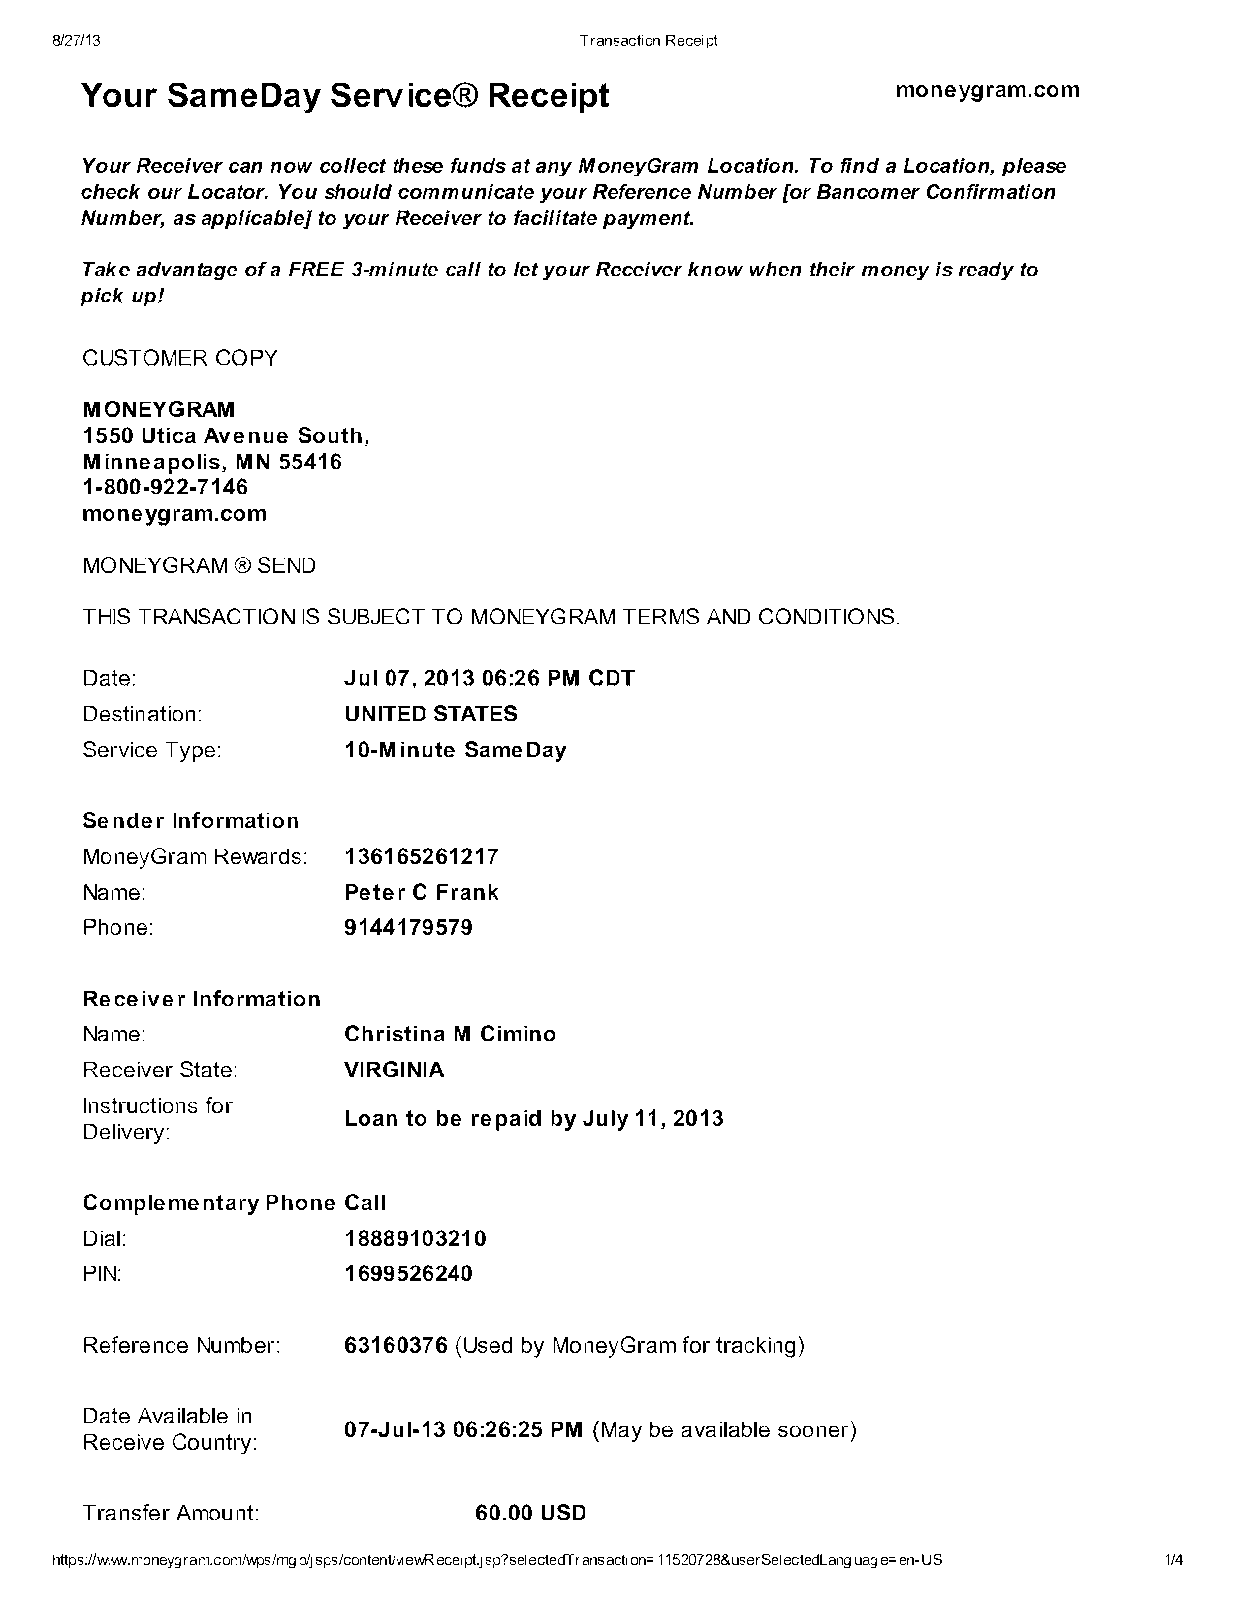 8/27/13 Transaction Receipt
Your SameDay Service® Receipt moneygram.com
Your Receiver can now collect these funds at any MoneyGram Location. To find a Location, please
check our Locator. You should communicate your Reference Number [or Bancomer Confirmation
Number, as applicable] to your Receiver to facilitate payment.
Take advantage of a FREE 3-minute call to let your Receiver know when their money is ready to
pick up!
CUSTOMER COPY
MONEYGRAM
1550 Utica Avenue South,
Minneapolis, MN 55416
1-800-922-7146
moneygram.com
MONEYGRAM ® SEND
THIS TRANSACTION IS SUBJECT TO MONEYGRAM TERMS AND CONDITIONS.
Date: Jul 07, 2013 06:26 PM CDT
Destination: UNITED STATES
Service Type: 10-Minute SameDay
Sender Information
MoneyGram Rewards: 136165261217
Name: Peter C Frank
Phone: 9144179579
Receiver Information
Name: Christina M Cimino
Receiver State: VIRGINIA
Instructions for
Delivery: Loan to be repaid by July 11, 2013
Complementary Phone Call
Dial: 18889103210
PIN: 1699526240
Reference Number: 63160376 (Used by MoneyGram for tracking)
Date Available in
Receive Country: 07-Jul-13 06:26:25 PM (May be available sooner)
Transfer Amount: 60.00 USD
https://www.moneygram.com/wps/mgo/jsps/content/viewReceipt.jsp?selectedTransaction=11520728&userSelectedLanguage=en-US 1/4